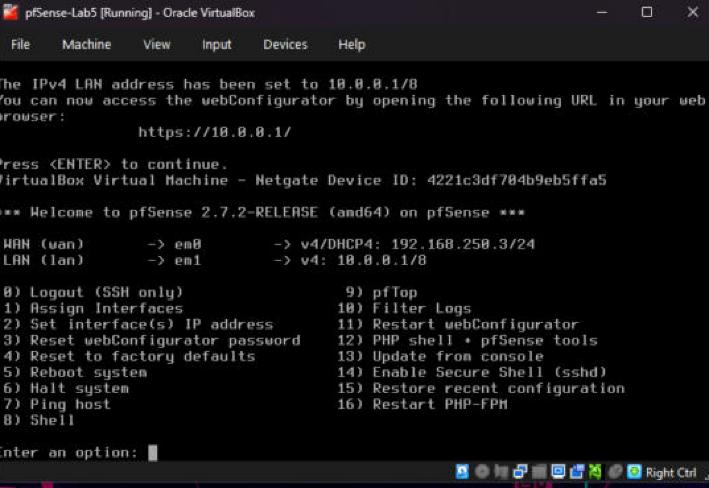 pfSense-Lab5 [Running] - Oracle VirtualBox
File Machine View Input Devices Help
The IPv4 LAN address has been set to 10.0.0.1/8
You can now access the webConfigurator by opening the following URL in your web
browser:
https://10.0.0.1/
Press <ENTER> to continue.
VirtualBox Virtual Machine - Netgate Device ID: 4221c3df704b9eb5ffa5
*** Welcome to pfSense 2.7.2-RELEASE (amd64) on pfSense ***
WAN (wan) -> em0 -> v4/DHCP4: 192.168.250.3/24
LAN (lan) -> em1 -> v4: 10.0.0.1/8
0) Logout (SSH only) 9) pfTop
1) Assign Interfaces 10) Filter Logs
2) Set interface(s) IP address 11) Restart webConfigurator
3) Reset webConfigurator password 12) PHP shell + pfSense tools
4) Reset to factory defaults 13) Update from console
5) Reboot system 14) Enable Secure Shell (sshd)
6) Halt system 15) Restore recent configuration
7) Ping host 16) Restart PHP-FPM
8) Shell
Enter an option:
Right Ctrl